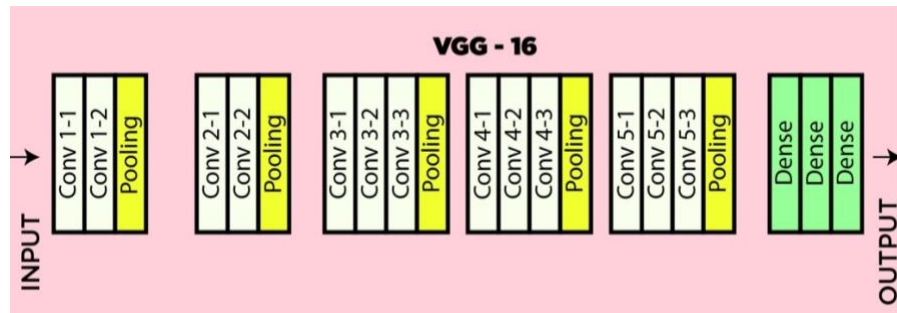 VGG - 16
INPUT
Conv 1-1
Conv 1-2
Pooling
Conv 2-1
Conv 2-2
Pooling
Conv 3-1
Conv 3-2
Conv 3-3
Pooling
Conv 4-1
Conv 4-2
Conv 4-3
Pooling
Conv 5-1
Conv 5-2
Conv 5-3
Pooling
Dense
Dense
Dense
OUTPUT